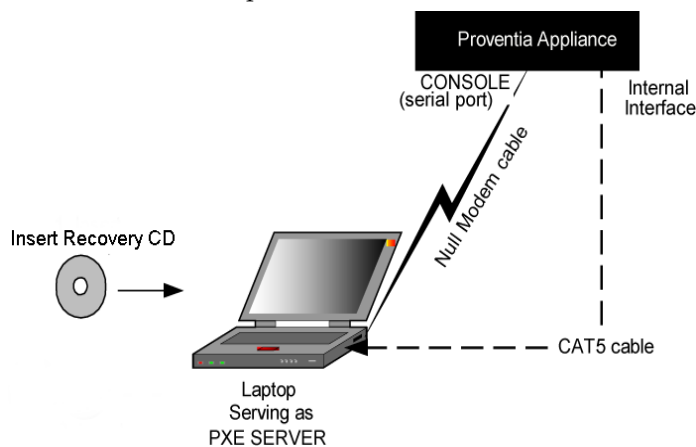 Proventia Appliance
CONSOLE
(serial port)
Internal
Interface
Null Modem cable
Insert Recovery CD
CAT5 cable
Laptop
Serving as
PXE SERVER